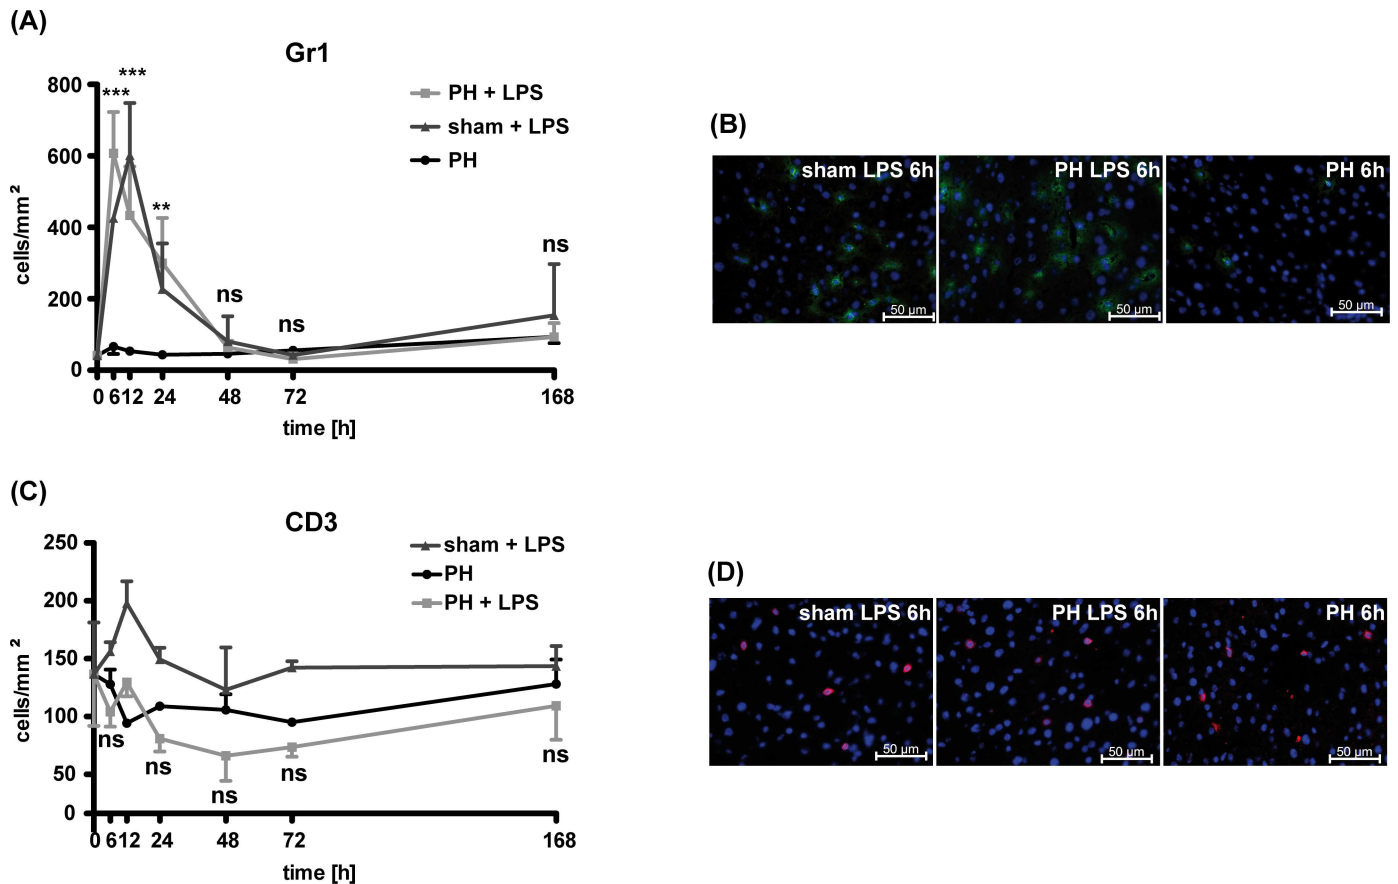 (A)
Gr1
800
600
400
200
0
cells/mm²
***
***
**
ns
ns
ns
PH + LPS
sham + LPS
PH
0 6 12 24 48 72 168
time [h]
(B)
sham LPS 6h
50 µm
PH LPS 6h
50 µm
PH 6h
50 µm
(C)
CD3
250
200
150
100
50
0
cells/mm²
sham + LPS
PH
PH + LPS
ns
ns
ns
ns
ns
0 6 12 24 48 72 168
time [h]
(D)
sham LPS 6h
50 µm
PH LPS 6h
50 µm
PH 6h
50 µm